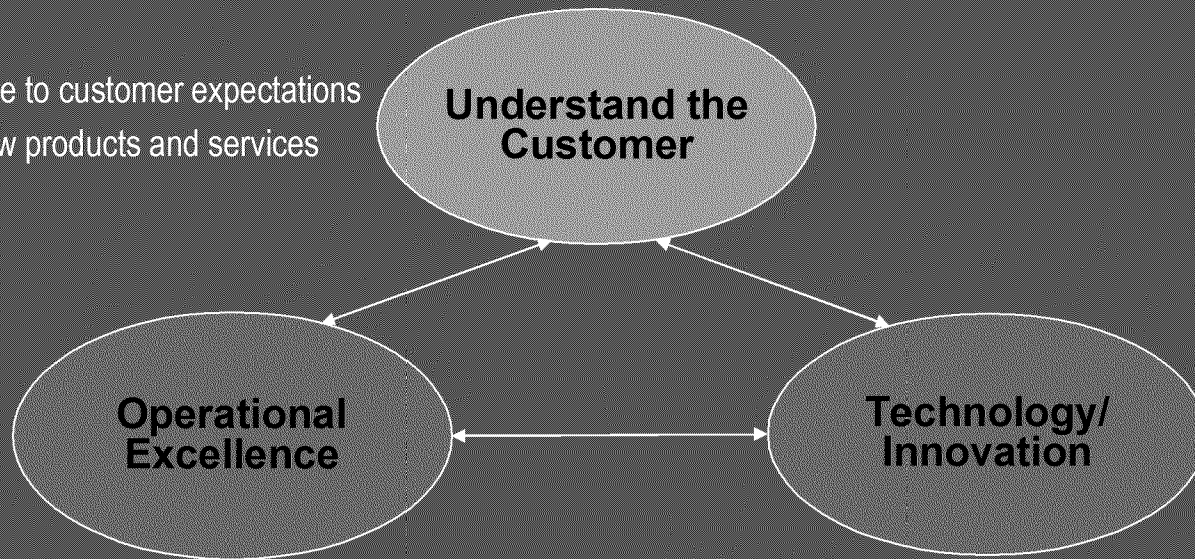 e to customer expectations
w products and services
Understand the
Customer
Operational
Excellence
Technology/
Innovation